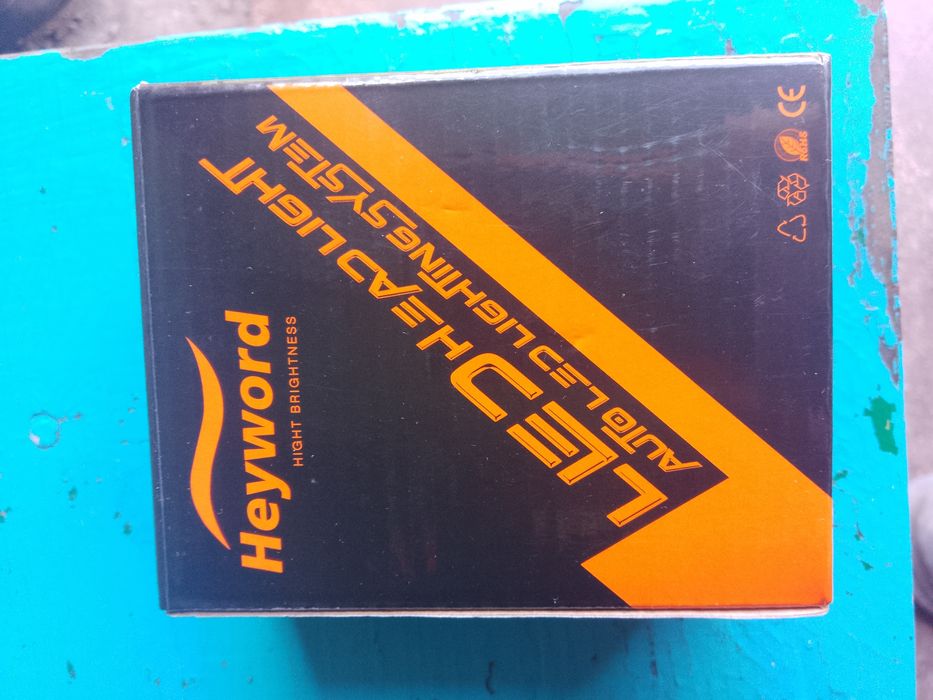 Heyword
HIGHT BRIGHTNESS
LED HEADLIGHT
AUTO LED LIGHTING SYSTEM
CE
ROHS